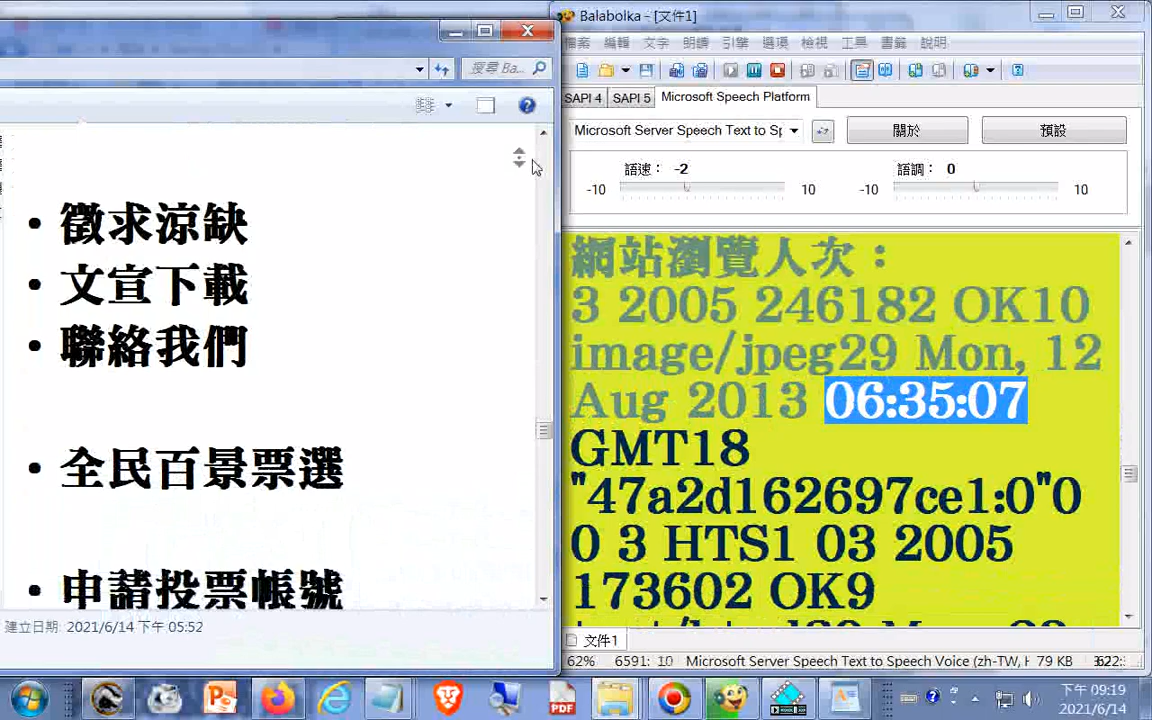 Balabolka - [文件1]
檔案 編輯 文字 朗讀 引擎 選項 檢視 工具 書籤 說明
搜尋 Ba...
SAPI 4 SAPI 5 Microsoft Speech Platform
Microsoft Server Speech Text to Sp
關於
預設
語速： -2
語調： 0
-10 10 -10 10
• 徵求涼缺
• 文宣下載
• 聯絡我們
• 全民百景票選
• 申請投票帳號
建立日期: 2021/6/14 下午 05:52
網站瀏覽人次：
3 2005 246182 OK10
image/jpeg29 Mon, 12
Aug 2013 06:35:07
GMT18
"47a2d162697ce1:0"0
0 3 HTS1 03 2005
173602 OK9
文件1
62% 6591: 10 Microsoft Server Speech Text to Speech Voice (zh-TW, H 79 KB
PDF
下午 09:19
2021/6/14